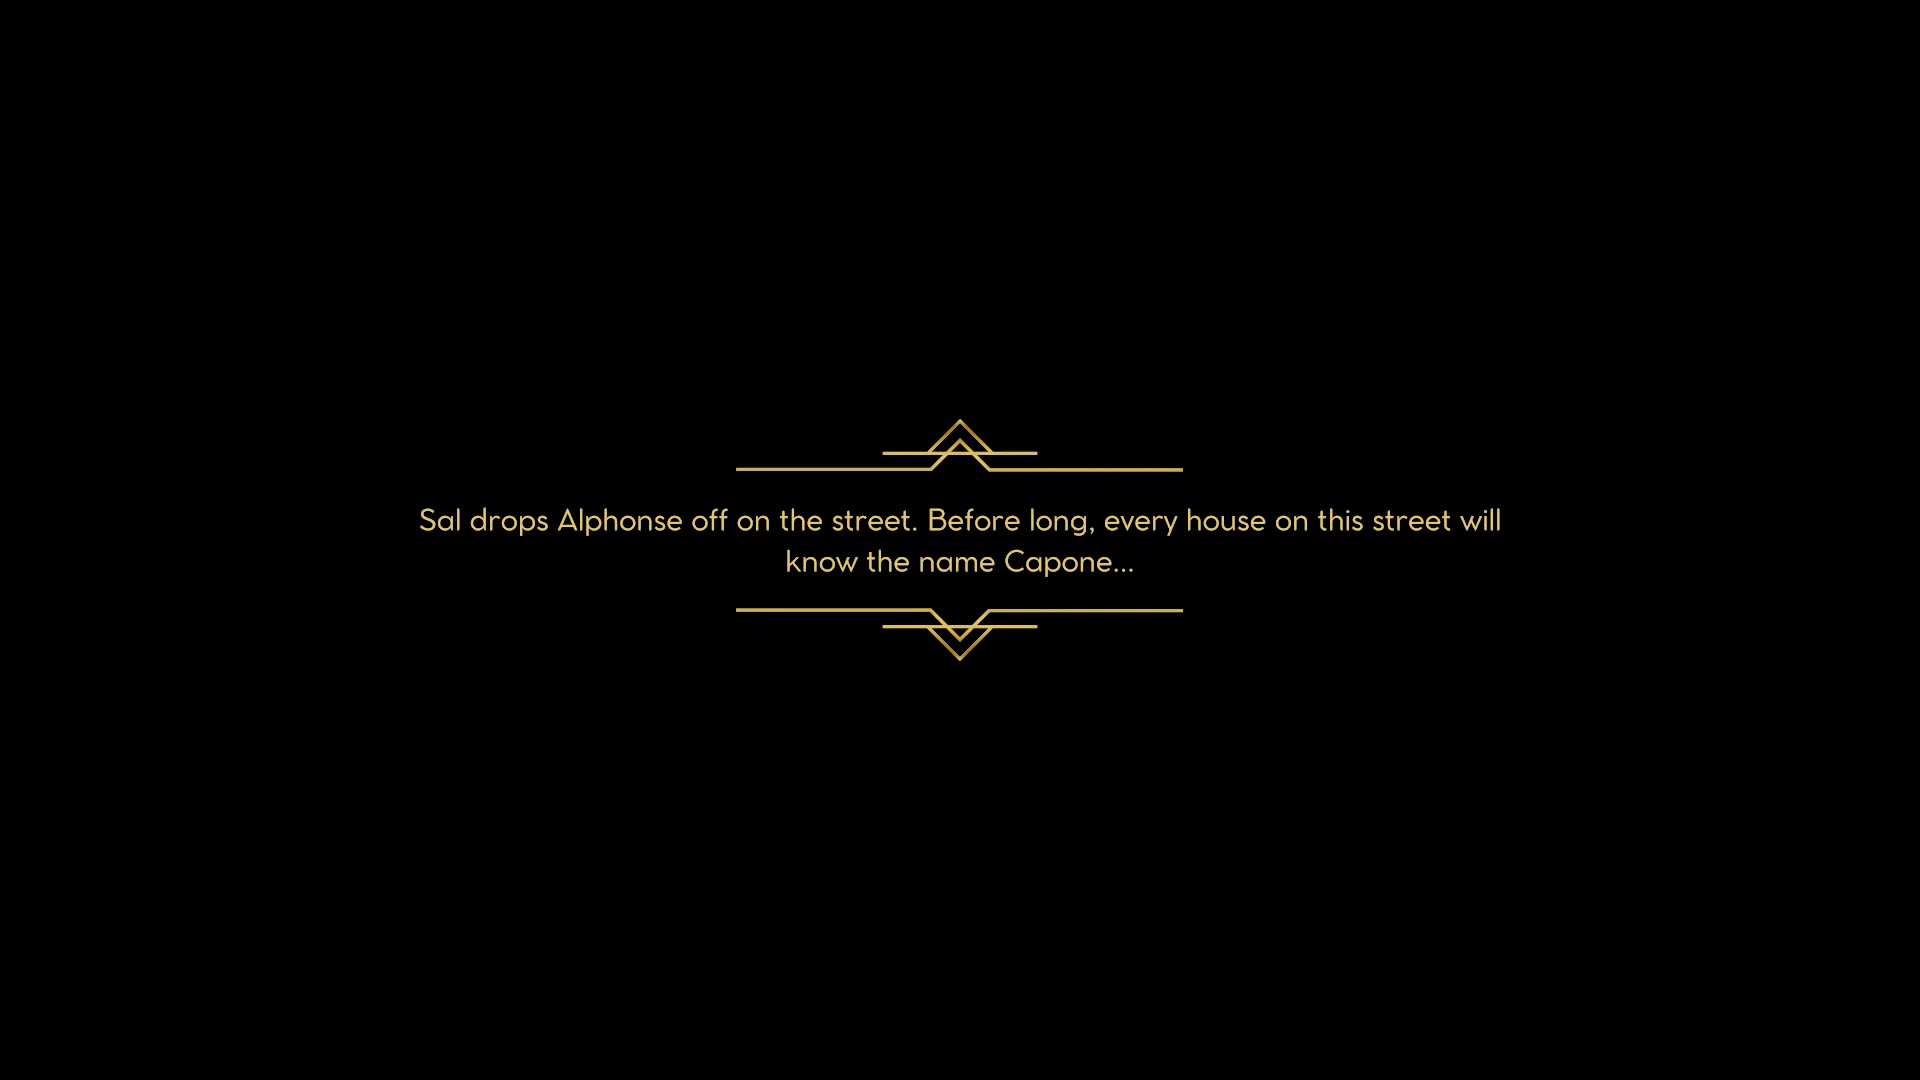 Sal drops Alphonse off on the street. Before long, every house on this street will
know the name Capone...